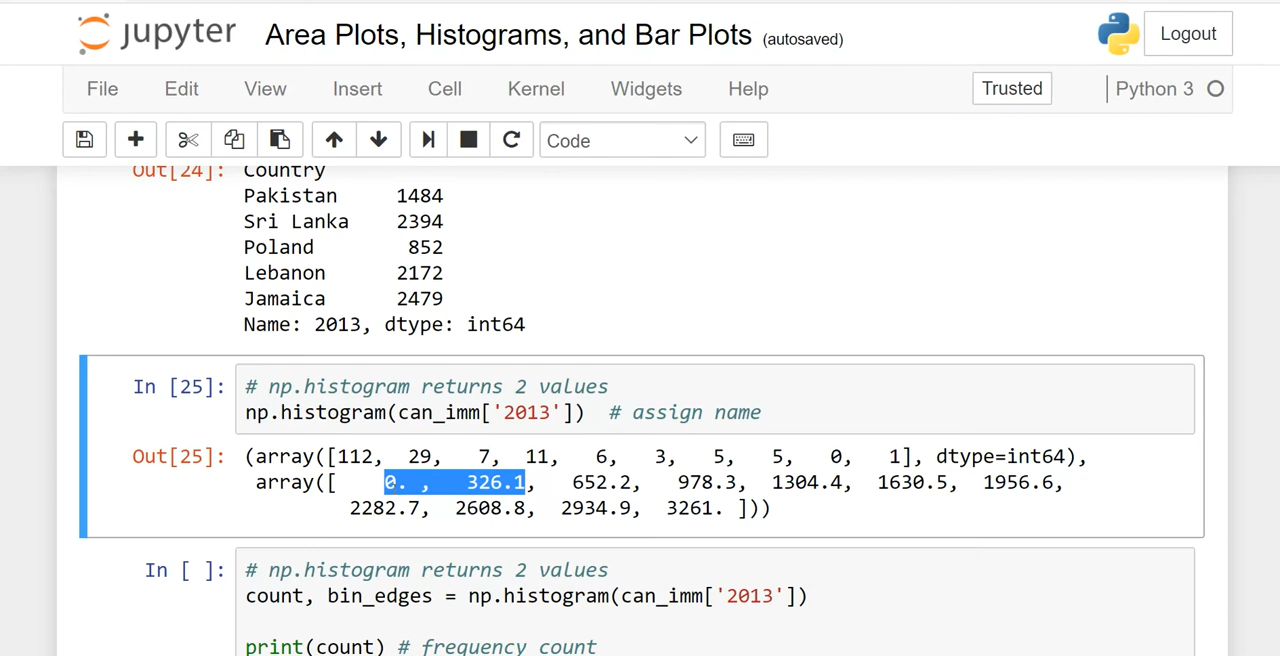 jupyter Area Plots, Histograms, and Bar Plots (autosaved) Logout
File Edit View Insert Cell Kernel Widgets Help Trusted Python 3
Code
Out[24]: Country
Pakistan 1484
Sri Lanka 2394
Poland 852
Lebanon 2172
Jamaica 2479
Name: 2013, dtype: int64
In [25]: # np.histogram returns 2 values
np.histogram(can_imm['2013']) # assign name
Out[25]: (array([112, 29, 7, 11, 6, 3, 5, 5, 0, 1], dtype=int64),
array([ 0. , 326.1, 652.2, 978.3, 1304.4, 1630.5, 1956.6,
2282.7, 2608.8, 2934.9, 3261. ]))
In [ ]: # np.histogram returns 2 values
count, bin_edges = np.histogram(can_imm['2013'])
print(count) # frequency count